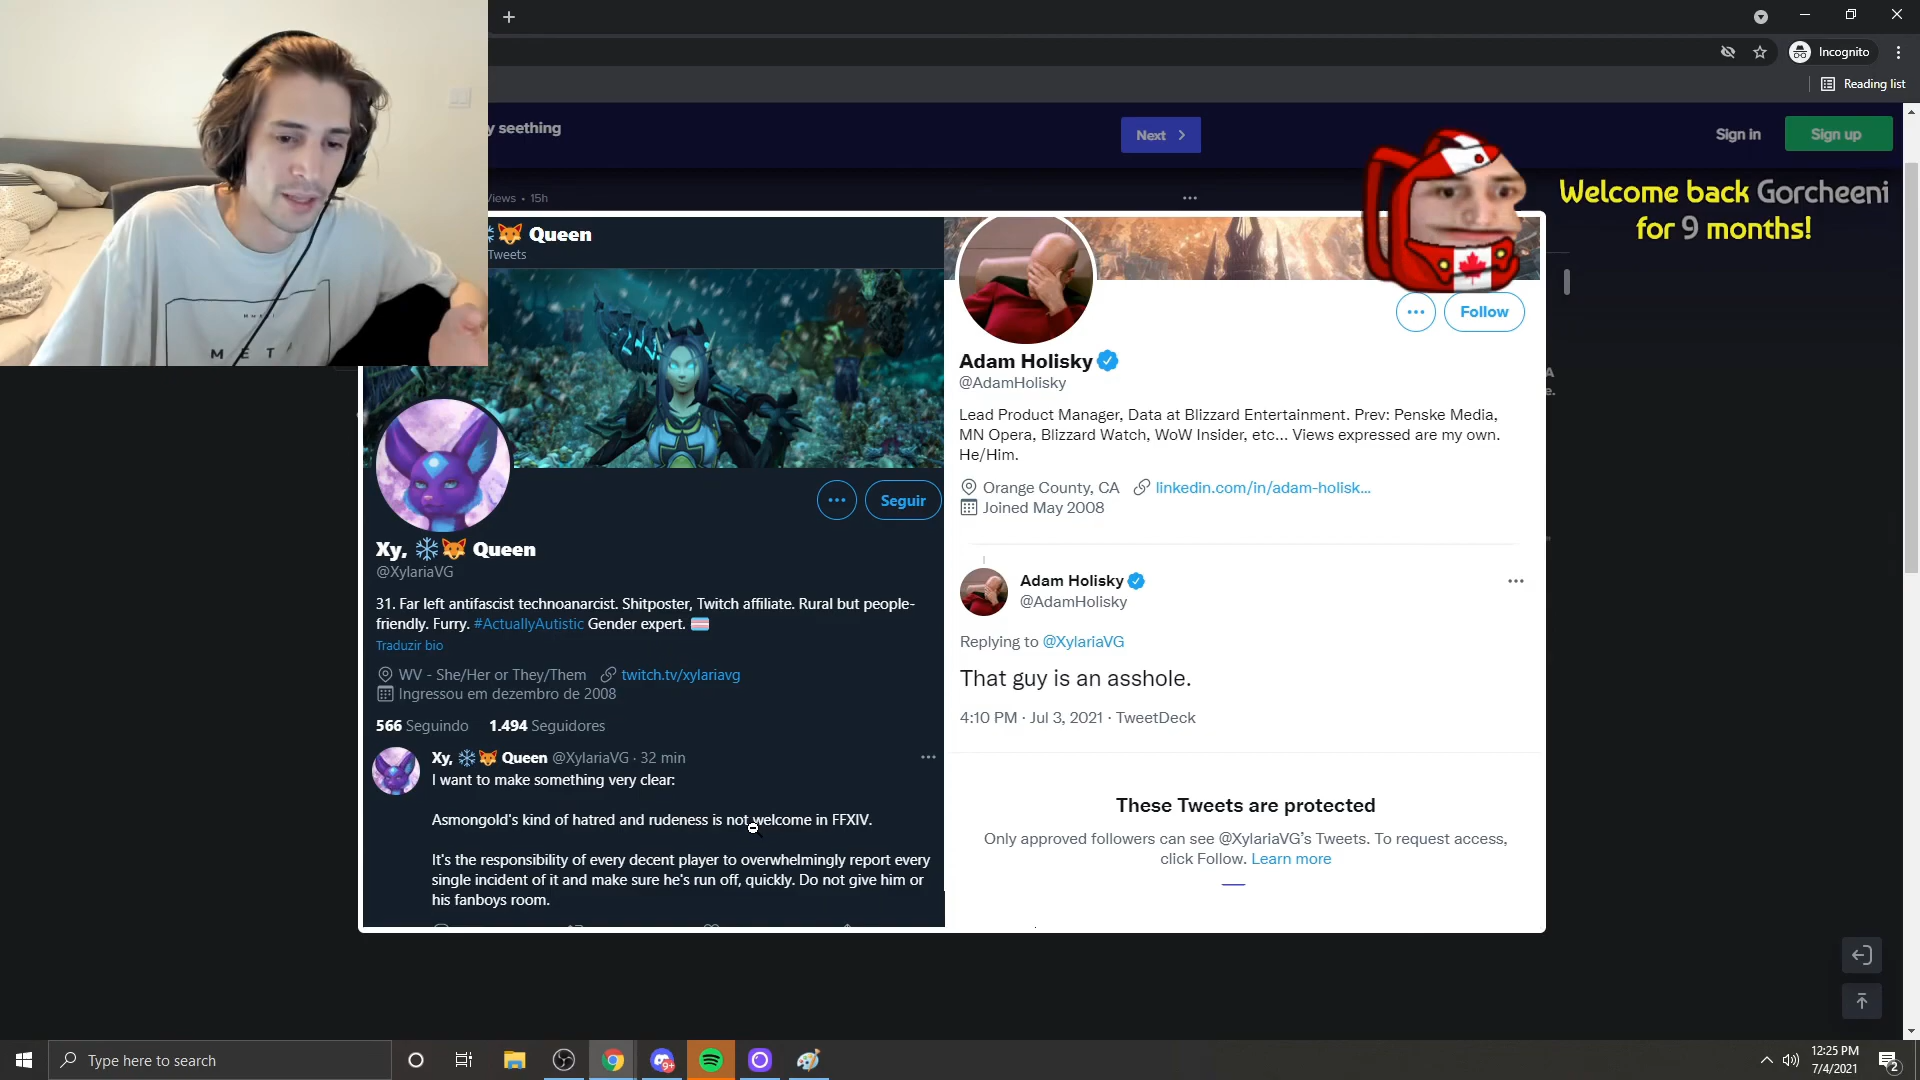 Incognito
Reading list
y seething
Next
Sign in
Sign up
Views • 15h
Welcome back Gorcheeni
for 9 months!
Queen
Tweets
MET
Follow
Adam Holisky
@AdamHolisky
Lead Product Manager, Data at Blizzard Entertainment. Prev: Penske Media,
MN Opera, Blizzard Watch, WoW Insider, etc... Views expressed are my own.
He/Him.
Orange County, CA linkedin.com/in/adam-holisk...
Joined May 2008
Seguir
Xy, ❄️🦊 Queen
@XylariaVG
31. Far left antifascist technoanarcist. Shitposter, Twitch affiliate. Rural but people-
friendly. Furry. #ActuallyAutistic Gender expert.
Traduzir bio
WV - She/Her or They/Them twitch.tv/xylariavg
Ingressou em dezembro de 2008
566 Seguindo 1.494 Seguidores
Xy, ❄️🦊 Queen @XylariaVG · 32 min
I want to make something very clear:
Asmongold's kind of hatred and rudeness is not welcome in FFXIV.
It's the responsibility of every decent player to overwhelmingly report every
single incident of it and make sure he's run off, quickly. Do not give him or
his fanboys room.
Adam Holisky
@AdamHolisky
Replying to @XylariaVG
That guy is an asshole.
4:10 PM · Jul 3, 2021 · TweetDeck
These Tweets are protected
Only approved followers can see @XylariaVG's Tweets. To request access,
click Follow. Learn more
Type here to search
9+
12:25 PM
7/4/2021
2